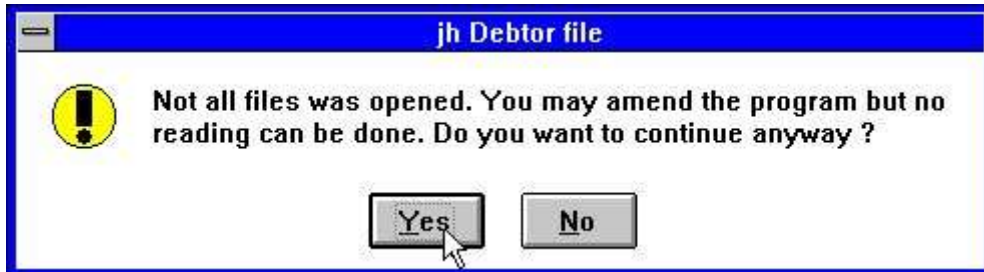 jh Debtor file
Not all files was opened. You may amend the program but no
reading can be done. Do you want to continue anyway ?
Yes No